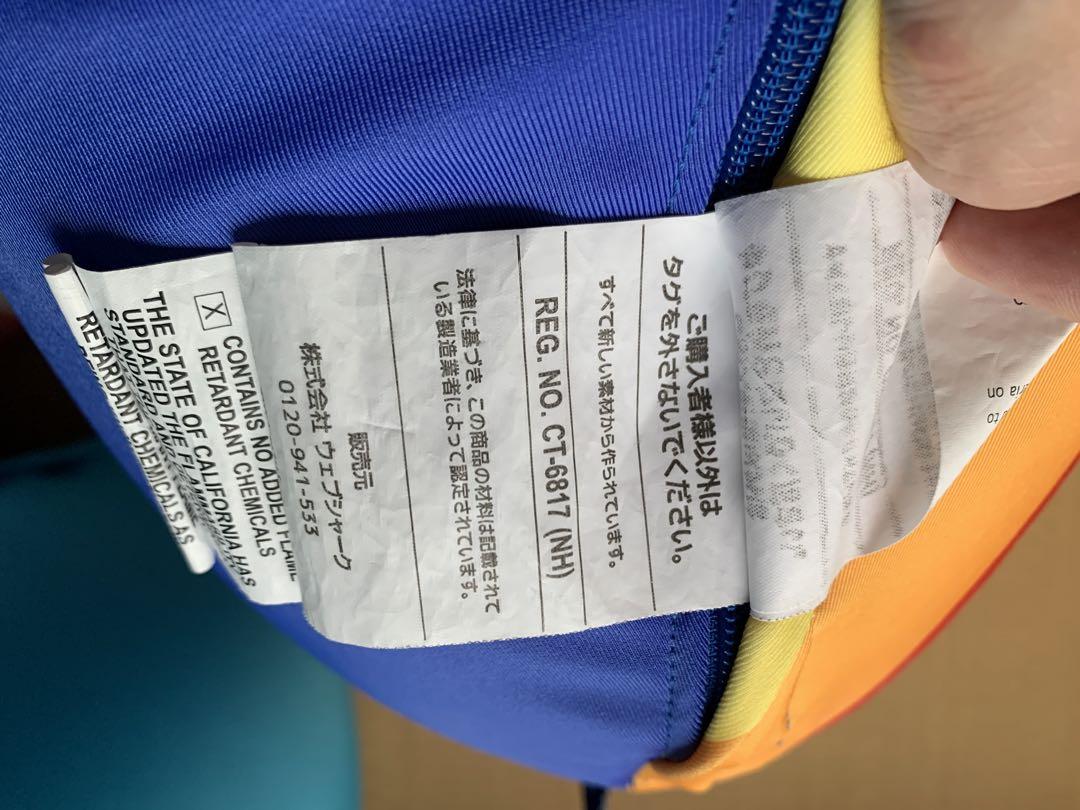 ご購入者様以外は
タグを外さないでください。
すべて新しい素材から作られています。
REG. NO. CT-6817 (NH)
法律に基づき、この商品の材料は記載されて
いる製造業者によって認定されています。
販売元
株式会社 ウェブシャーク
0120-941-533
X CONTAINS NO ADDED FLAME
RETARDANT CHEMICALS
THE STATE OF CALIFORNIA HAS
UPDATED THE
STANDARD AND
RETARDANT CHEMICALS AS
ria on
to